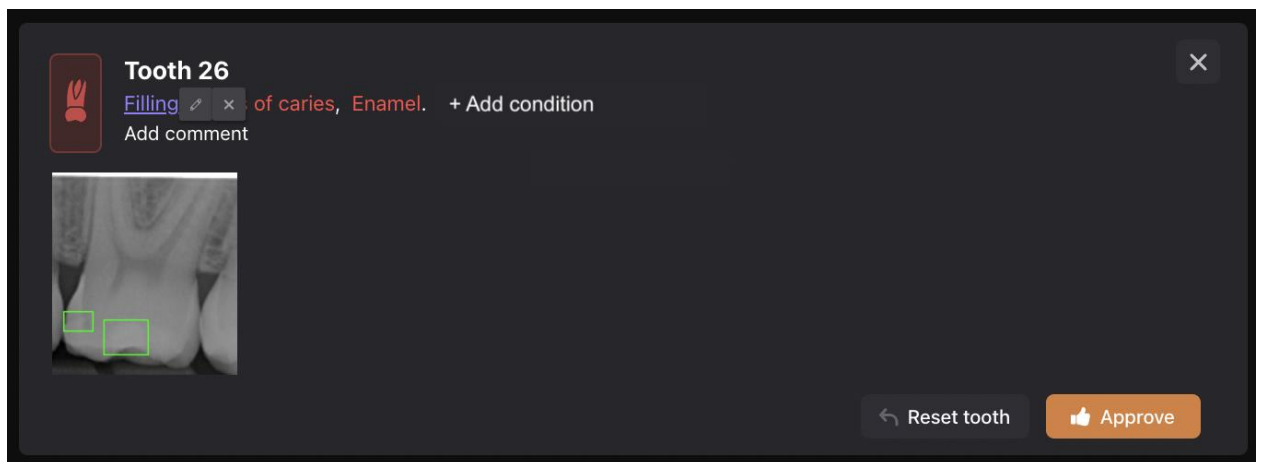 Tooth 26
Filling of caries, Enamel. + Add condition
Add comment
Reset tooth
Approve